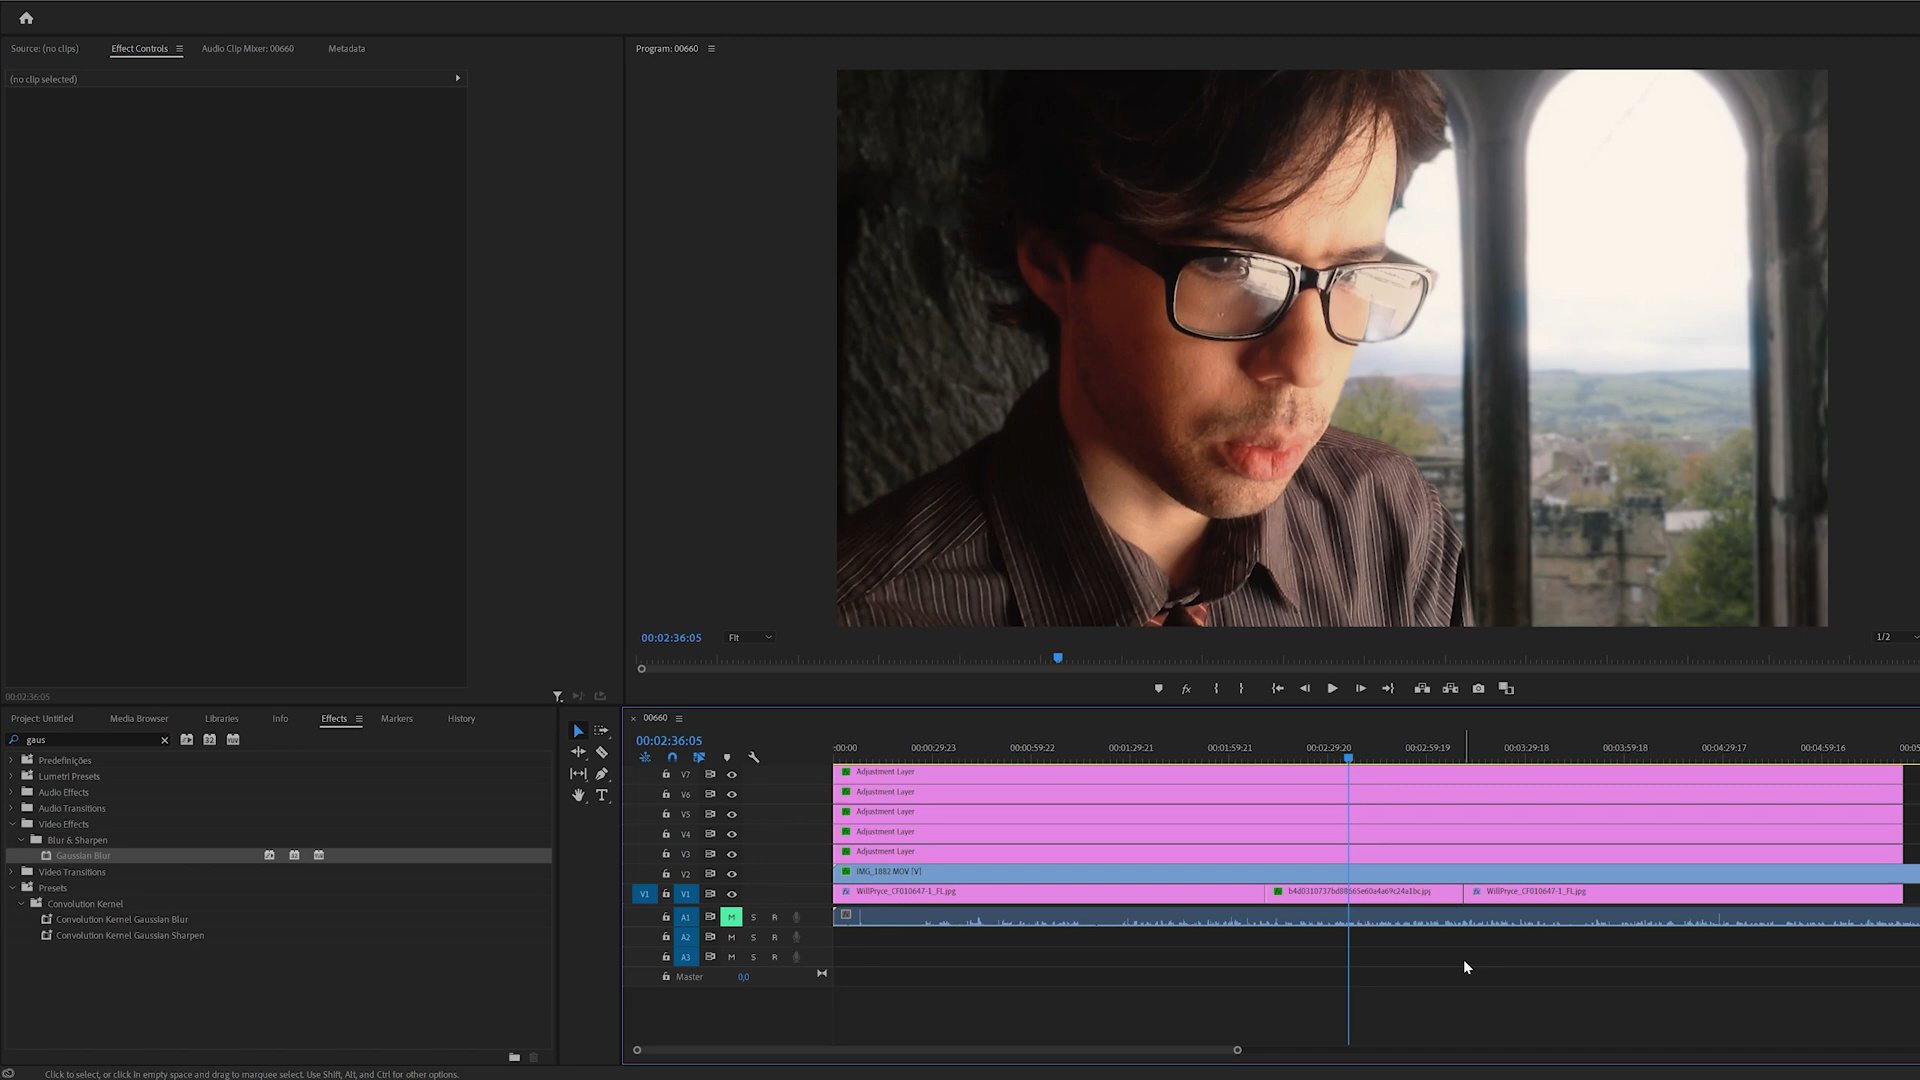 Source: (no clips)
Effect Controls
Audio Clip Mixer: 00660
Metadata
Program: 00660
(no clip selected)
00:02:36:05
Fit
1/2
00:02:36:05
Project: Untitled
Media Browser
Libraries
Info
Effects
Markers
History
gaus
32
YUV
Predefinições
Lumetri Presets
Audio Effects
Audio Transitions
Video Effects
Blur & Sharpen
Gaussian Blur
Video Transitions
Presets
Convolution Kernel
Convolution Kernel Gaussian Blur
Convolution Kernel Gaussian Sharpen
00660
00:02:36:05
:00:00
00:00:29:23
00:00:59:22
00:01:29:21
00:01:59:21
00:02:29:20
00:02:59:19
00:03:29:18
00:03:59:18
00:04:29:17
00:04:59:16
V7 Adjustment Layer
V6 Adjustment Layer
V5 Adjustment Layer
V4 Adjustment Layer
V3 Adjustment Layer
V2 IMG_1882.MOV [V]
V1 V1 WillPryce_CF010647-1_FL.jpg WillPryce_CF010647-1_FL.jpg
A1 M S R
A2 M S R
A3 M S R
Master 0,0
Click to select, or click in empty space and drag to marquee select. Use Shift, Alt, and Ctrl for other options.